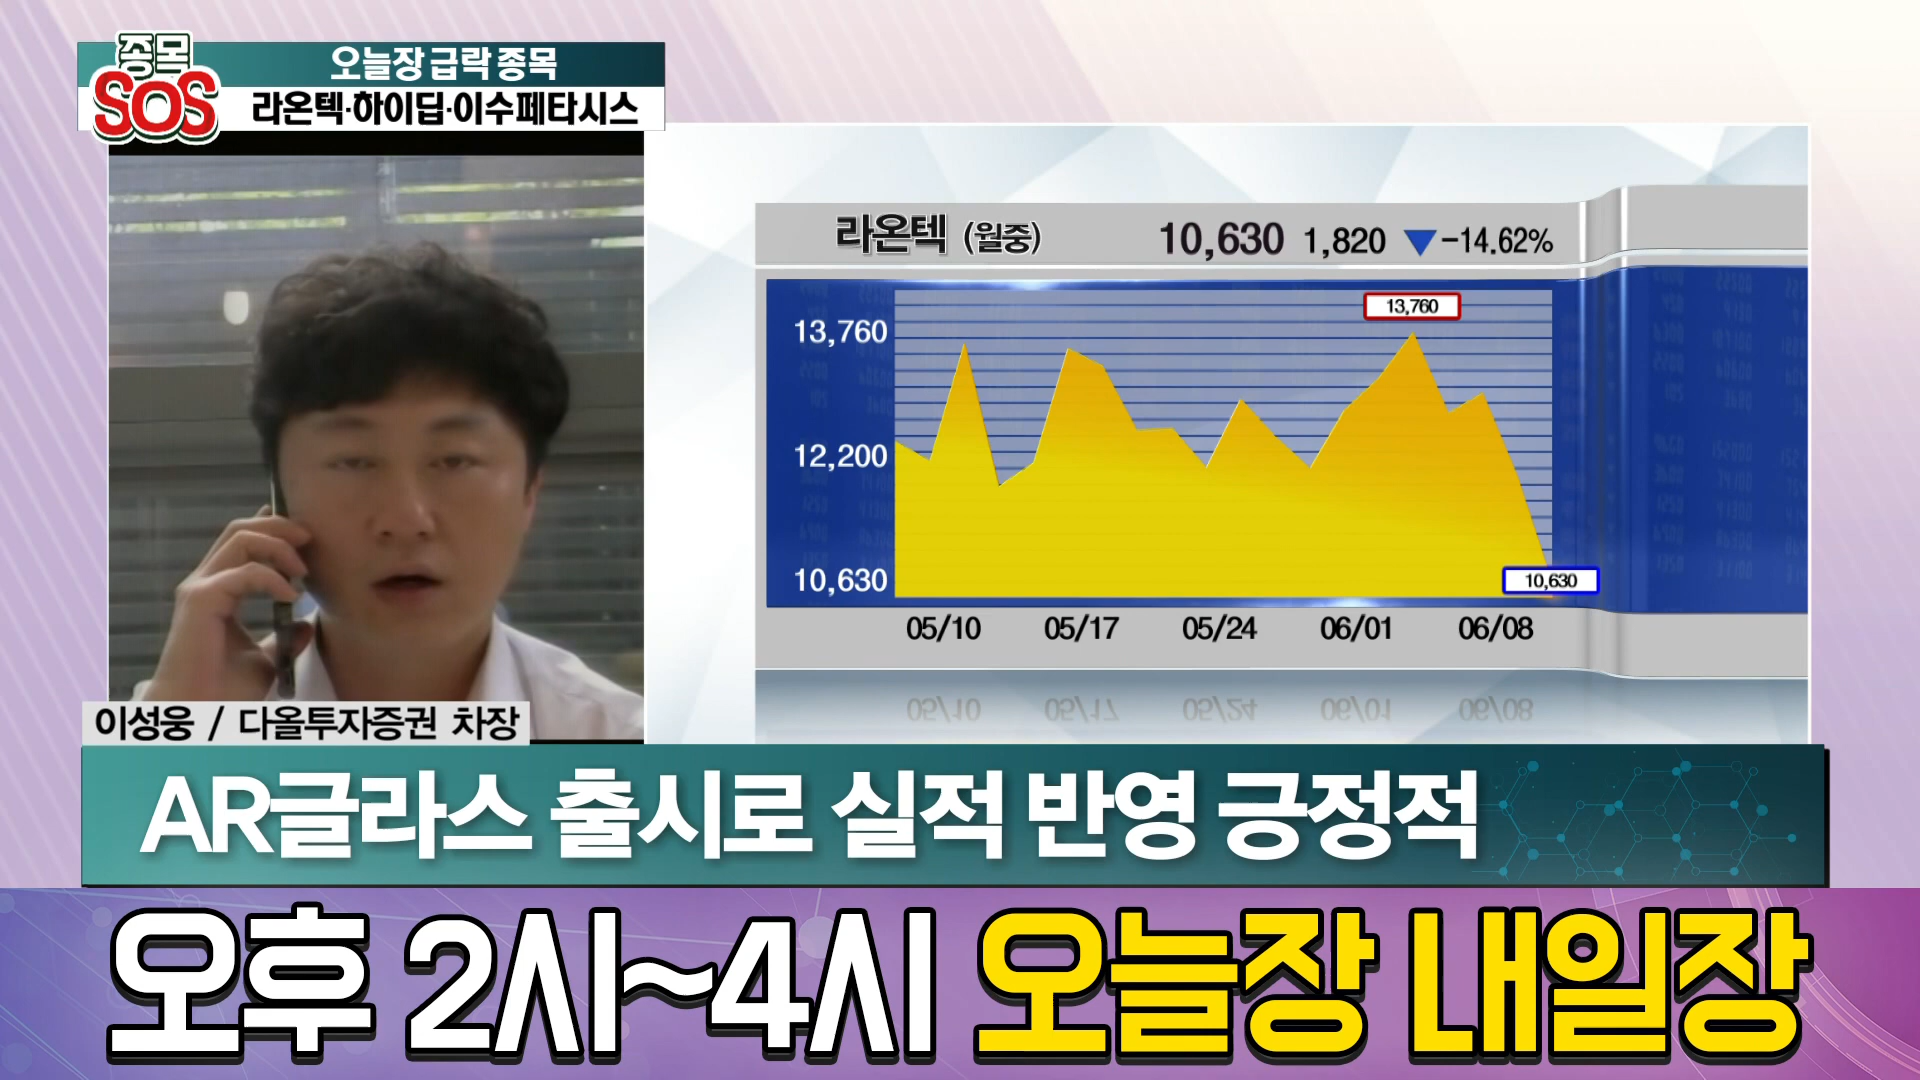 종목
SOS
오늘장 급락 종목
라온텍·하이딥·이수페타시스
라온텍 (월중) 10,630 1,820 ▼-14.62%
13,760
13,760
12,200
10,630
10,630
05/10 05/17 05/24 06/01 06/08
이성웅 / 다올투자증권 차장
AR글라스 출시로 실적 반영 긍정적
오후 2시~4시 오늘장 내일장